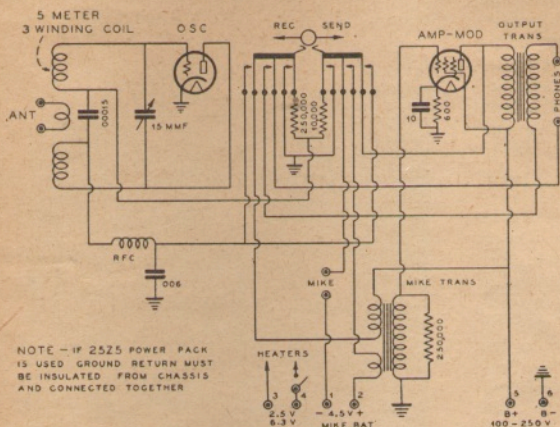 5 METER
3 WINDING COIL
OSC
REC
SEND
AMP-MOD
OUTPUT
TRANS
ANT
.00015
15 MMF
250,000
10,000
10
600
PHONES
RFC
.006
MIKE
MIKE TRANS
250,000
NOTE - IF 25Z5 POWER PACK
IS USED GROUND RETURN MUST
BE INSULATED FROM CHASSIS
AND CONNECTED TOGETHER
HEATERS
3 4 1 2 5 6
2.5 V
6.3 V
- 4.5V +
MIKE BAT
B+ B-
100-250 V